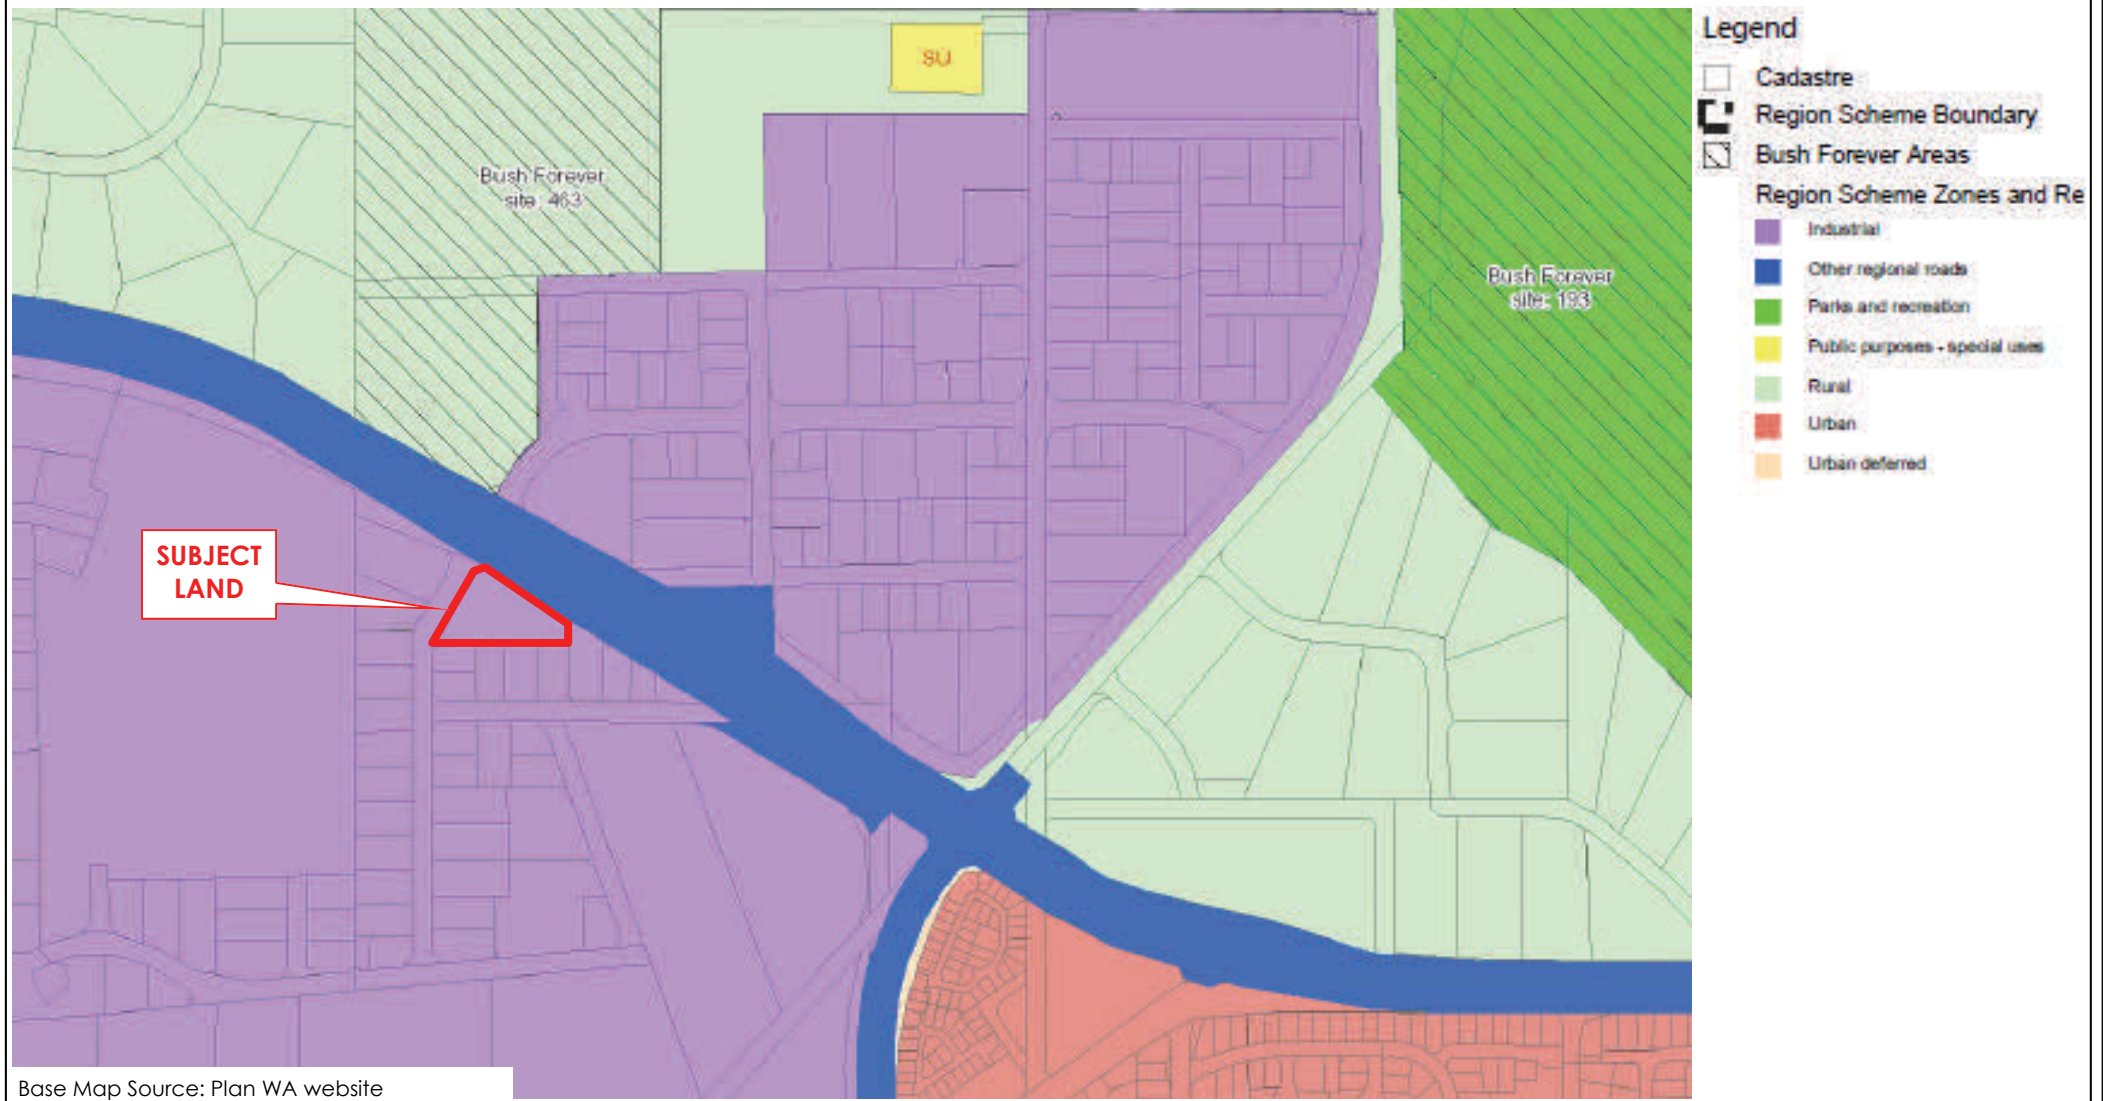 SU
Bush Forever
site: 463
Bush Forever
site: 193
SUBJECT
LAND
Base Map Source: Plan WA website
Legend
Cadastre
Region Scheme Boundary
Bush Forever Areas
Region Scheme Zones and Re
Industrial
Other regional roads
Parks and recreation
Public purposes - special uses
Rural
Urban
Urban deferred